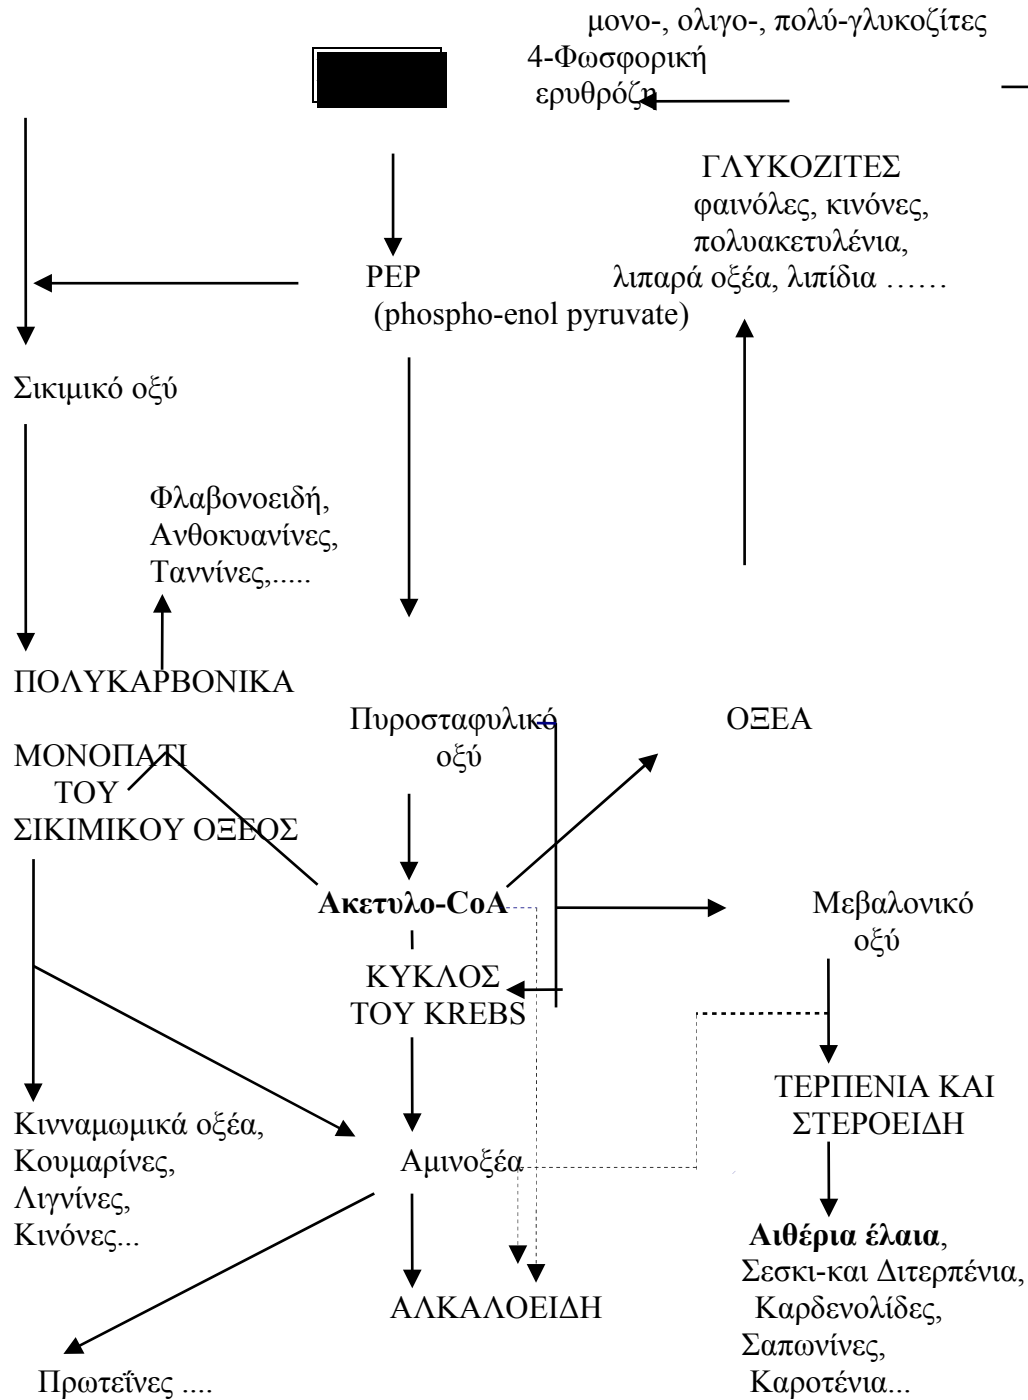 μονο-, ολιγο-, πολύ-γλυκοζίτες
4-Φωσφορική
ερυθρόζη
ΓΛΥΚΟΖΙΤΕΣ
φαινόλες, κινόνες,
πολυακετυλένια,
λιπαρά οξέα, λιπίδια ……
PEP
(phospho-enol pyruvate)
Σικιμικό οξύ
Φλαβονοειδή,
Ανθοκυανίνες,
Ταννίνες,.....
ΠΟΛΥΚΑΡΒΟΝΙΚΑ
Πυροσταφυλικό
οξύ
ΟΞΕΑ
ΜΟΝΟΠΑΤΙ
ΤΟΥ
ΣΙΚΙΜΙΚΟΥ ΟΞΕΟΣ
Ακετυλο-CoA
Μεβαλονικό
οξύ
ΚΥΚΛΟΣ
ΤΟΥ KREBS
ΤΕΡΠΕΝΙΑ ΚΑΙ
ΣΤΕΡΟΕΙΔΗ
Κινναμωμικά οξέα,
Κουμαρίνες,
Λιγνίνες,
Κινόνες...
Αμινοξέα
Αιθέρια έλαια,
Σεσκι-και Διτερπένια,
Καρδενολίδες,
Σαπωνίνες,
Καροτένια...
ΑΛΚΑΛΟΕΙΔΗ
Πρωτεΐνες ....